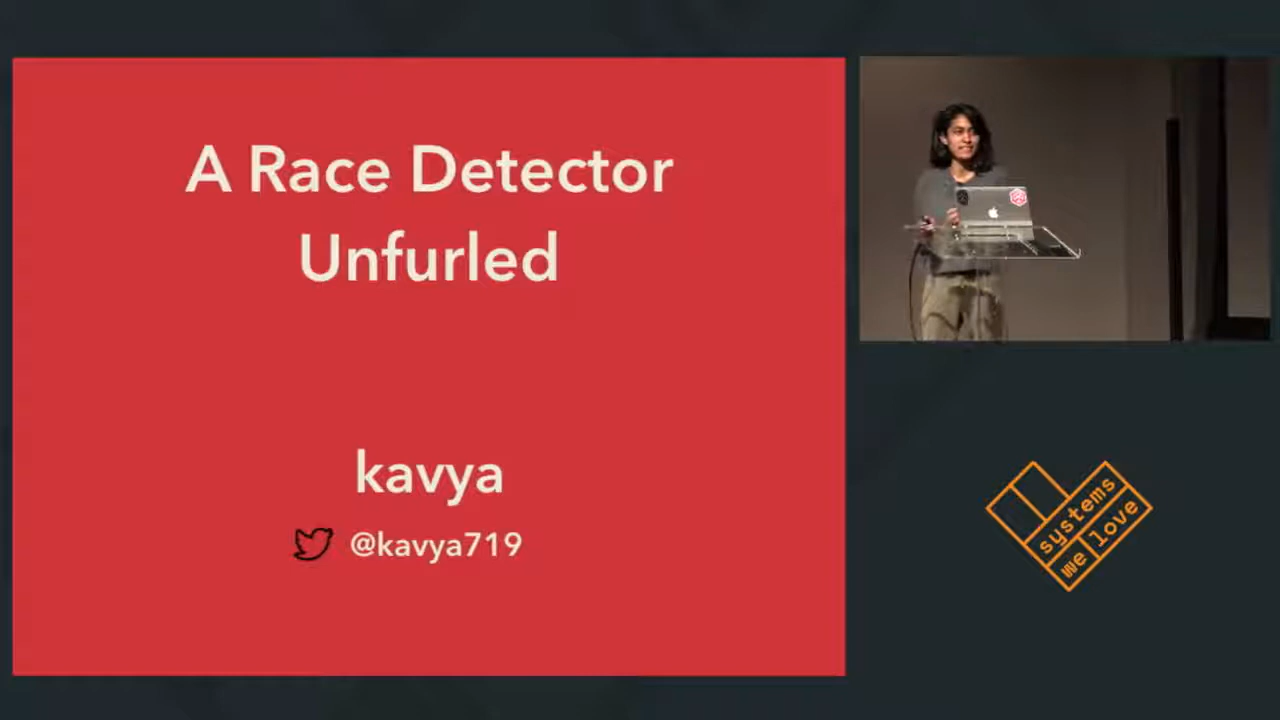 A Race Detector
Unfurled
kavya
@kavya719
systems
we love